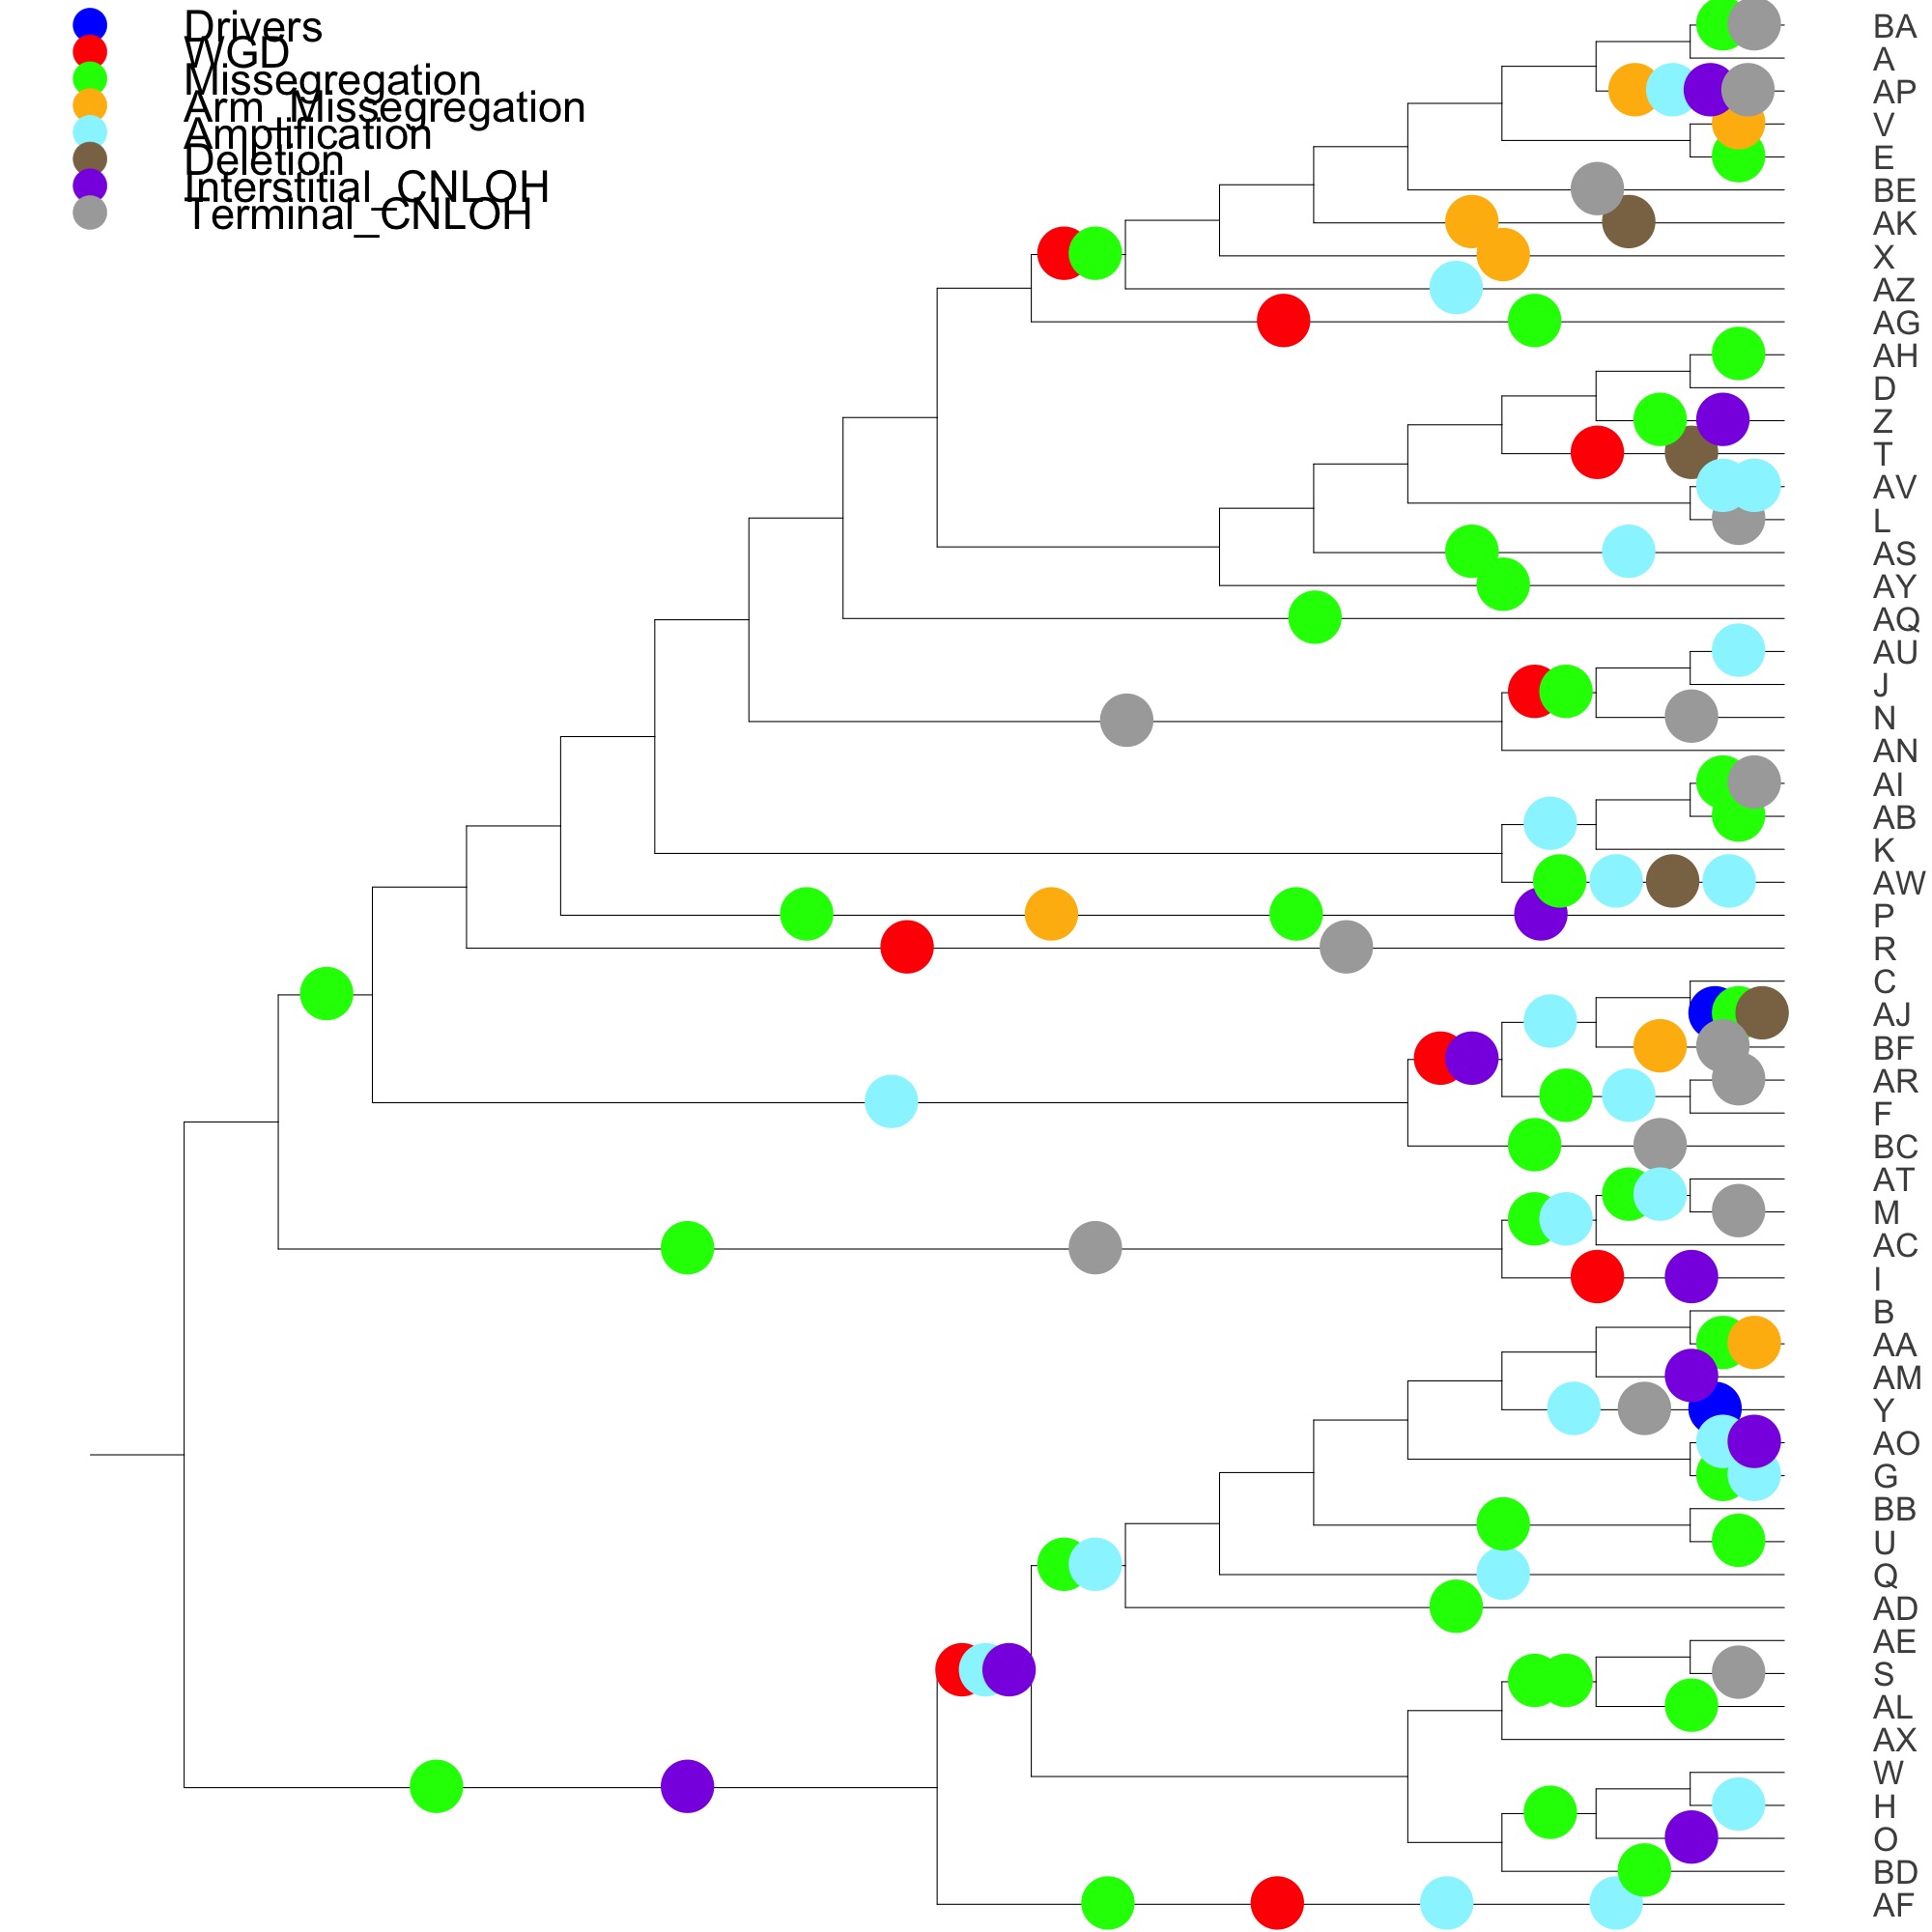 Drivers
WGD
Missegregation
Arm_Missegregation
Amplification
Deletion
Interstitial_CNLOH
Terminal_CNLOH
BA
A
AP
V
E
BE
AK
X
AZ
AG
AH
D
Z
T
AV
L
AS
AY
AQ
AU
J
N
AN
AI
AB
K
AW
P
R
C
AJ
BF
AR
F
BC
AT
M
AC
I
B
AA
AM
Y
AO
G
BB
U
Q
AD
AE
S
AL
AX
W
H
O
BD
AF